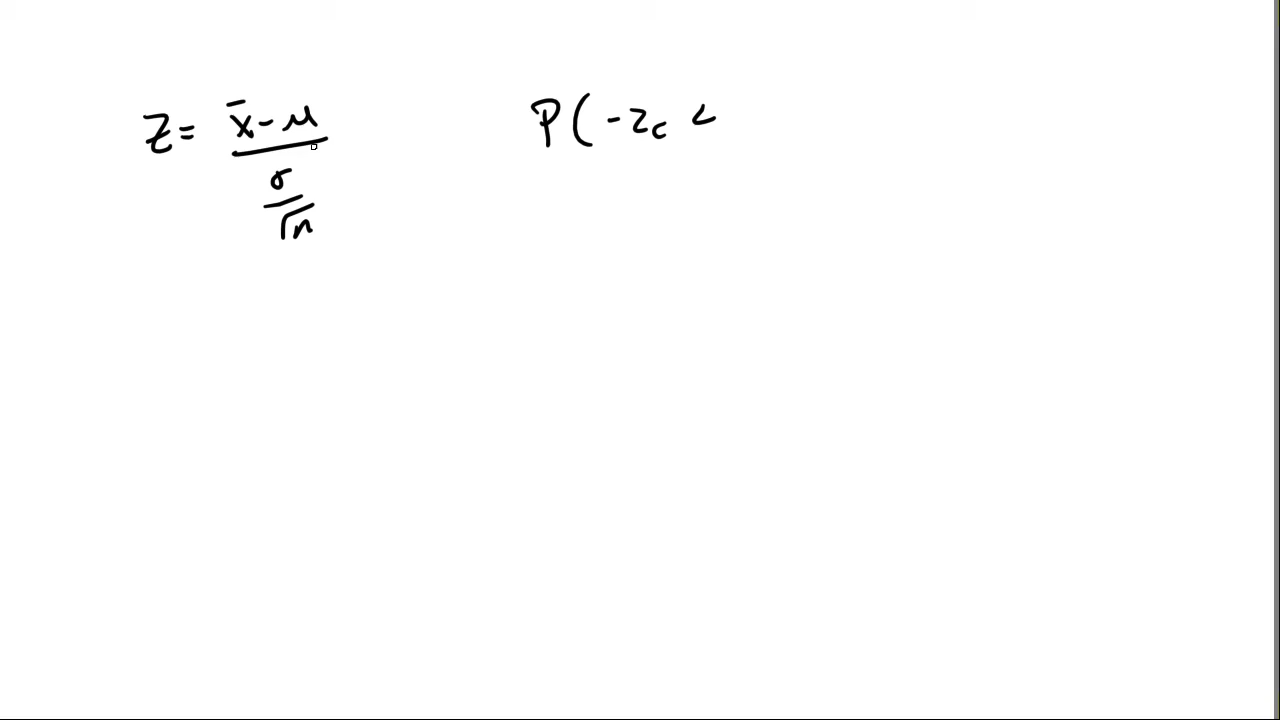 z = x̄ - μ / σ / √n
P( -z_c <